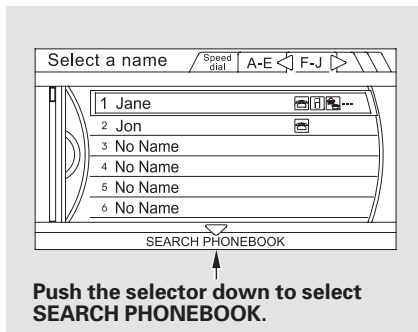 Select a name Speed dial A-E F-J
1 Jane ---
2 Jon
3 No Name
4 No Name
5 No Name
6 No Name
SEARCH PHONEBOOK
Push the selector down to select
SEARCH PHONEBOOK.